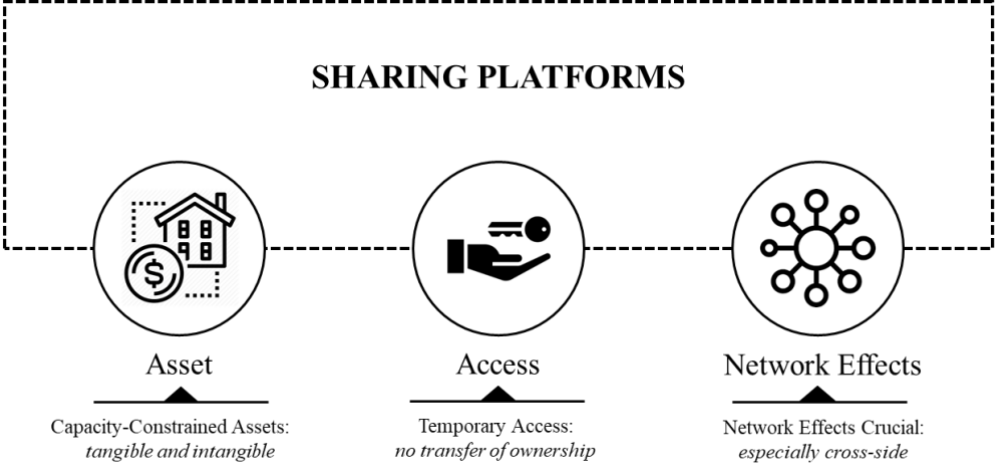 SHARING PLATFORMS
$
Asset
Access
Network Effects
Capacity-Constrained Assets:
tangible and intangible
Temporary Access:
no transfer of ownership
Network Effects Crucial:
especially cross-side